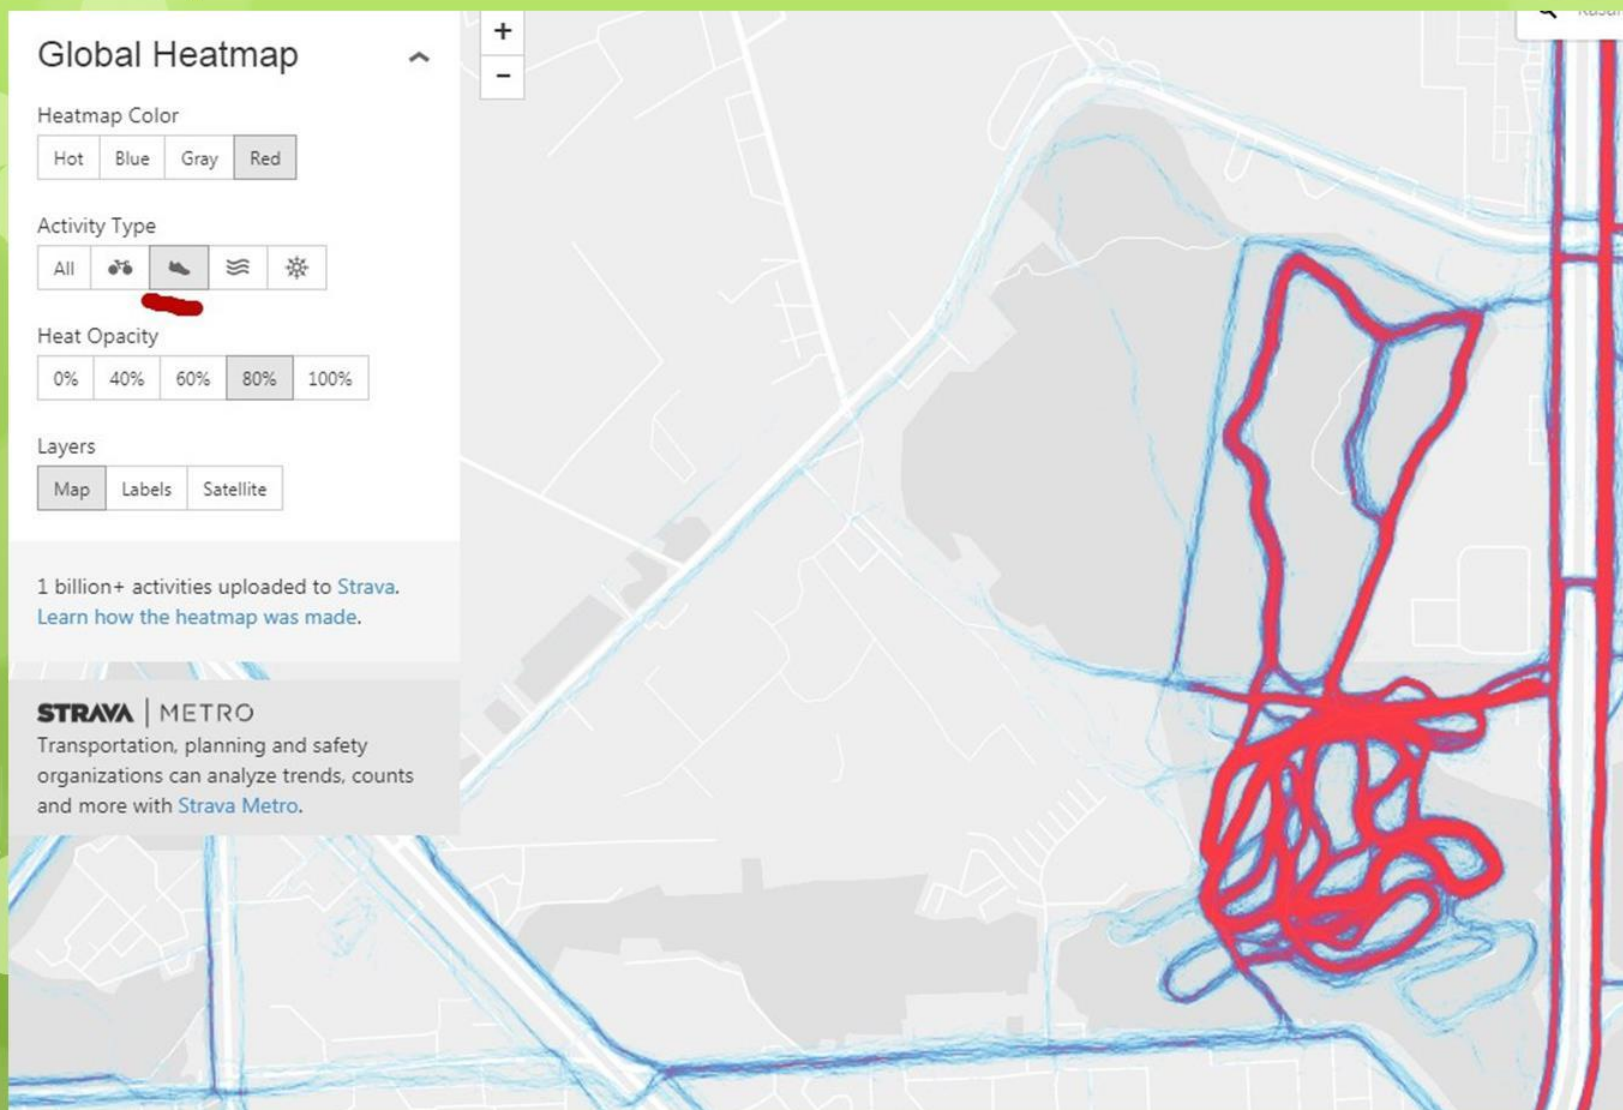 Global Heatmap
Heatmap Color
Hot Blue Gray Red
Activity Type
All
Heat Opacity
0% 40% 60% 80% 100%
Layers
Map Labels Satellite
1 billion+ activities uploaded to Strava.
Learn how the heatmap was made.
STRAVA | METRO
Transportation, planning and safety
organizations can analyze trends, counts
and more with Strava Metro.
+
−